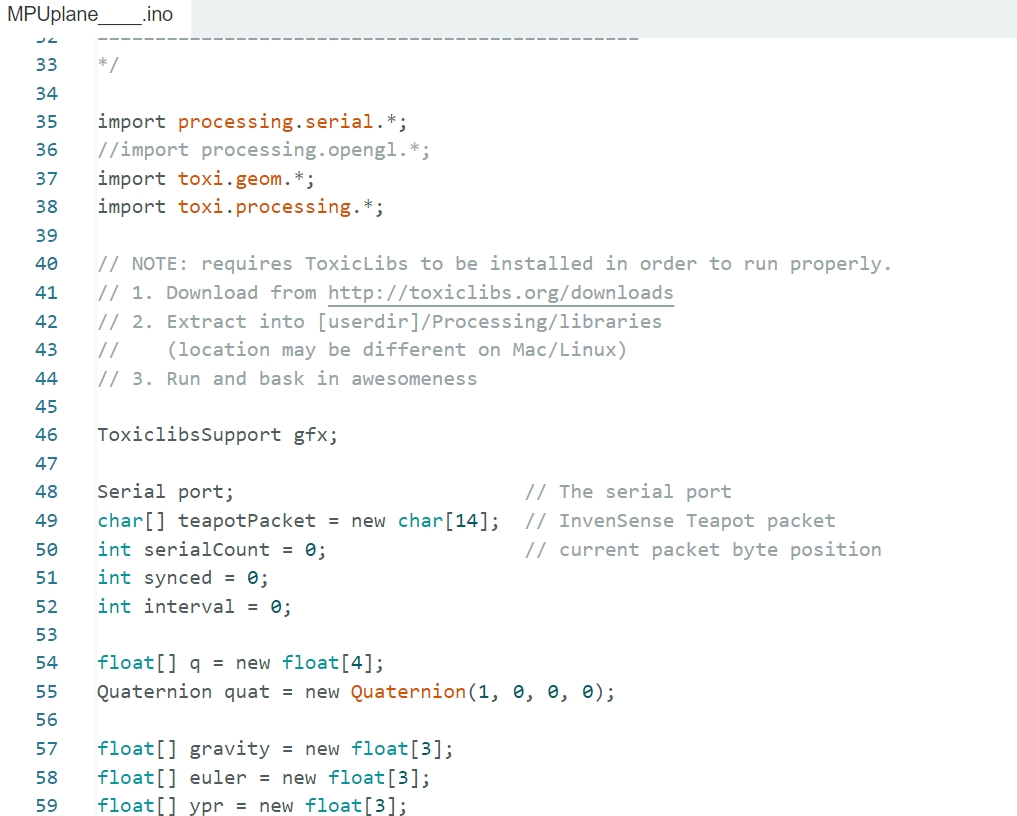 MPUplane____.ino
32 ===============================================
33 */
34
35 import processing.serial.*;
36 //import processing.opengl.*;
37 import toxi.geom.*;
38 import toxi.processing.*;
39
40 // NOTE: requires ToxicLibs to be installed in order to run properly.
41 // 1. Download from http://toxiclibs.org/downloads
42 // 2. Extract into [userdir]/Processing/libraries
43 //    (location may be different on Mac/Linux)
44 // 3. Run and bask in awesomeness
45
46 ToxiclibsSupport gfx;
47
48 Serial port;                         // The serial port
49 char[] teapotPacket = new char[14];  // InvenSense Teapot packet
50 int serialCount = 0;                 // current packet byte position
51 int synced = 0;
52 int interval = 0;
53
54 float[] q = new float[4];
55 Quaternion quat = new Quaternion(1, 0, 0, 0);
56
57 float[] gravity = new float[3];
58 float[] euler = new float[3];
59 float[] ypr = new float[3];